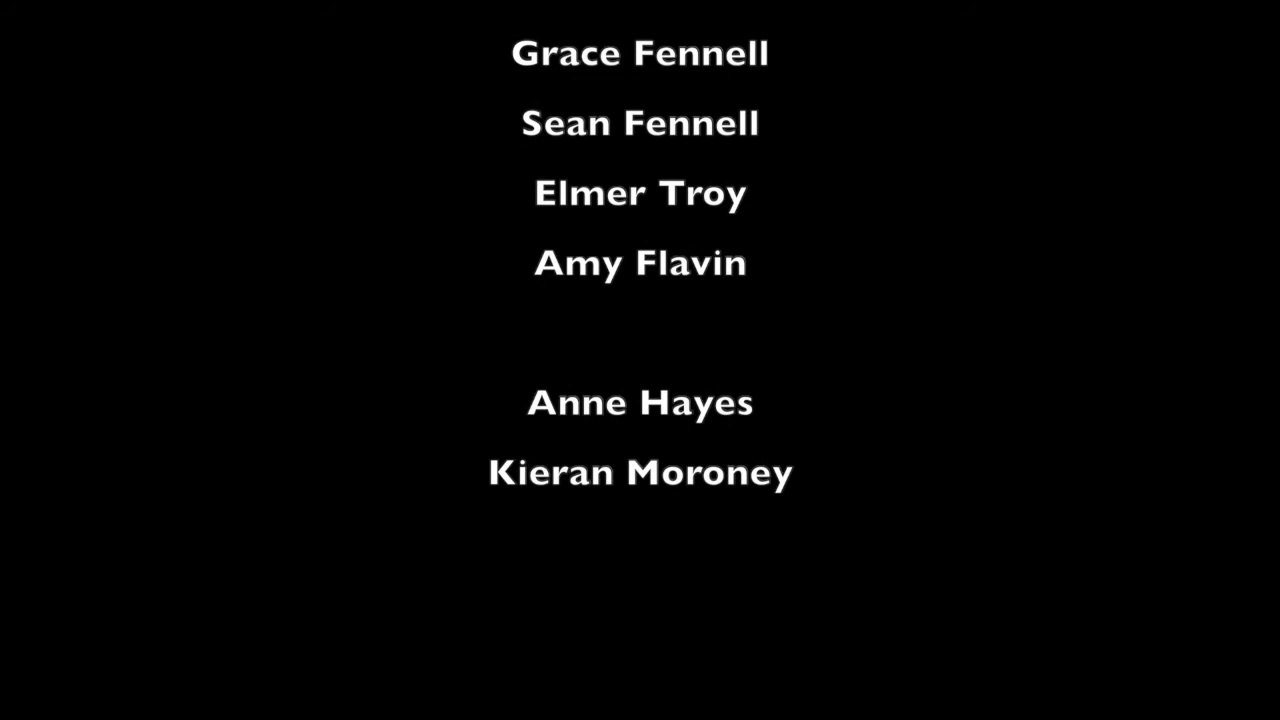 Grace Fennell
Sean Fennell
Elmer Troy
Amy Flavin
Anne Hayes
Kieran Moroney